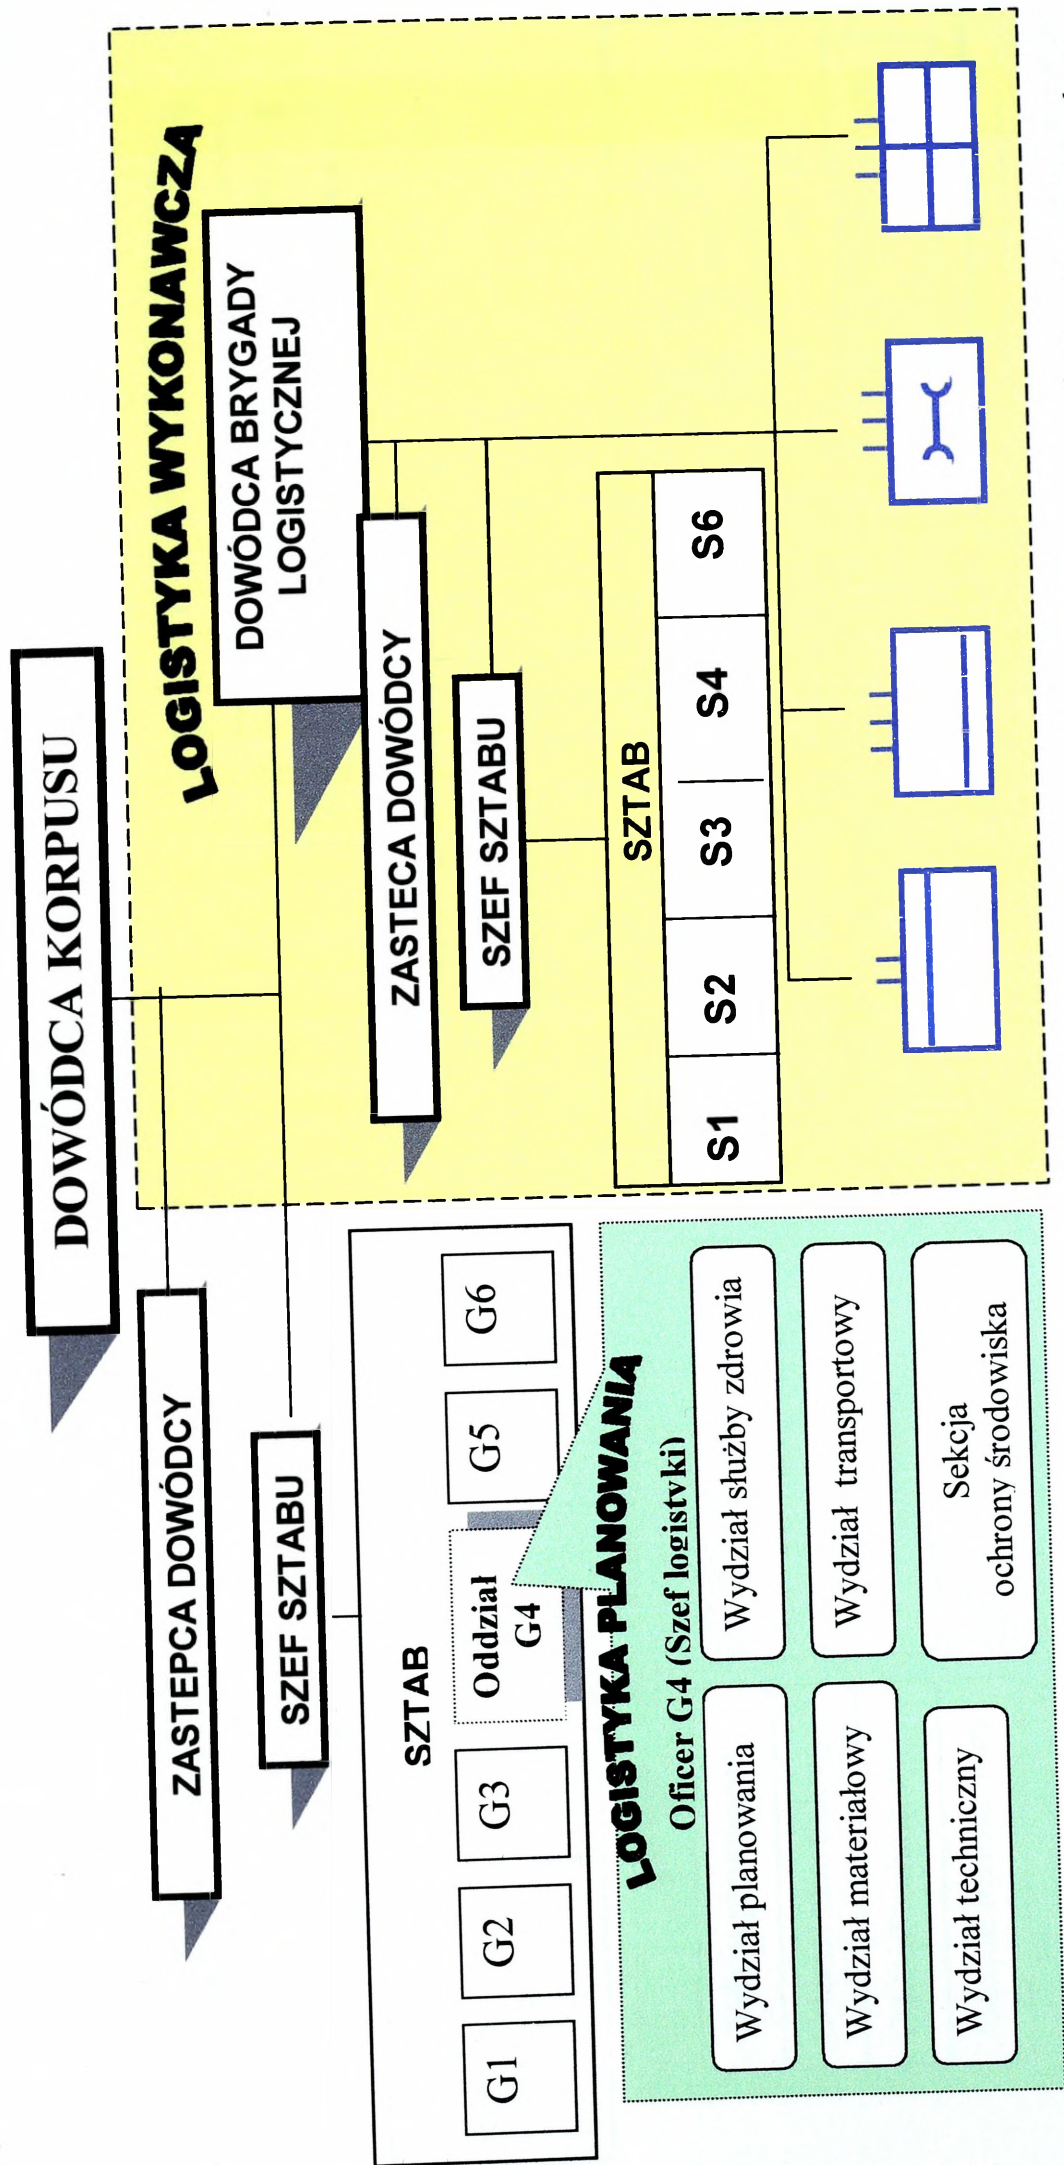 DOWÓDCA KORPUSU
ZASTEPCA DOWÓDCY
SZEF SZTABU
SZTAB
G1
G2
G3
Oddział
G4
G5
G6
LOGISTYKA PLANOWANIA
Oficer G4 (Szef logistyki)
Wydział planowania
Wydział służby zdrowia
Wydział materiałowy
Wydział transportowy
Wydział techniczny
Sekcja
ochrony środowiska
LOGISTYKA WYKONAWCZA
DOWÓDCA BRYGADY
LOGISTYCZNEJ
ZASTECA DOWÓDCY
SZEF SZTABU
SZTAB
S1
S2
S3
S4
S6